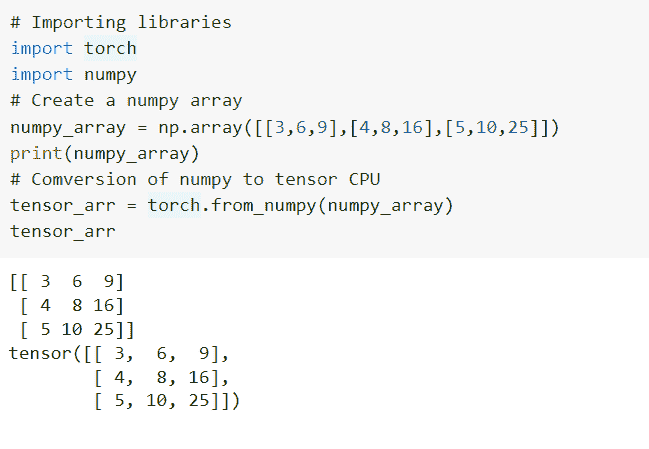 # Importing libraries
import torch
import numpy
# Create a numpy array
numpy_array = np.array([[3,6,9],[4,8,16],[5,10,25]])
print(numpy_array)
# Comversion of numpy to tensor CPU
tensor_arr = torch.from_numpy(numpy_array)
tensor_arr
[[ 3  6  9]
 [ 4  8 16]
 [ 5 10 25]]
tensor([[ 3,  6,  9],
        [ 4,  8, 16],
        [ 5, 10, 25]])